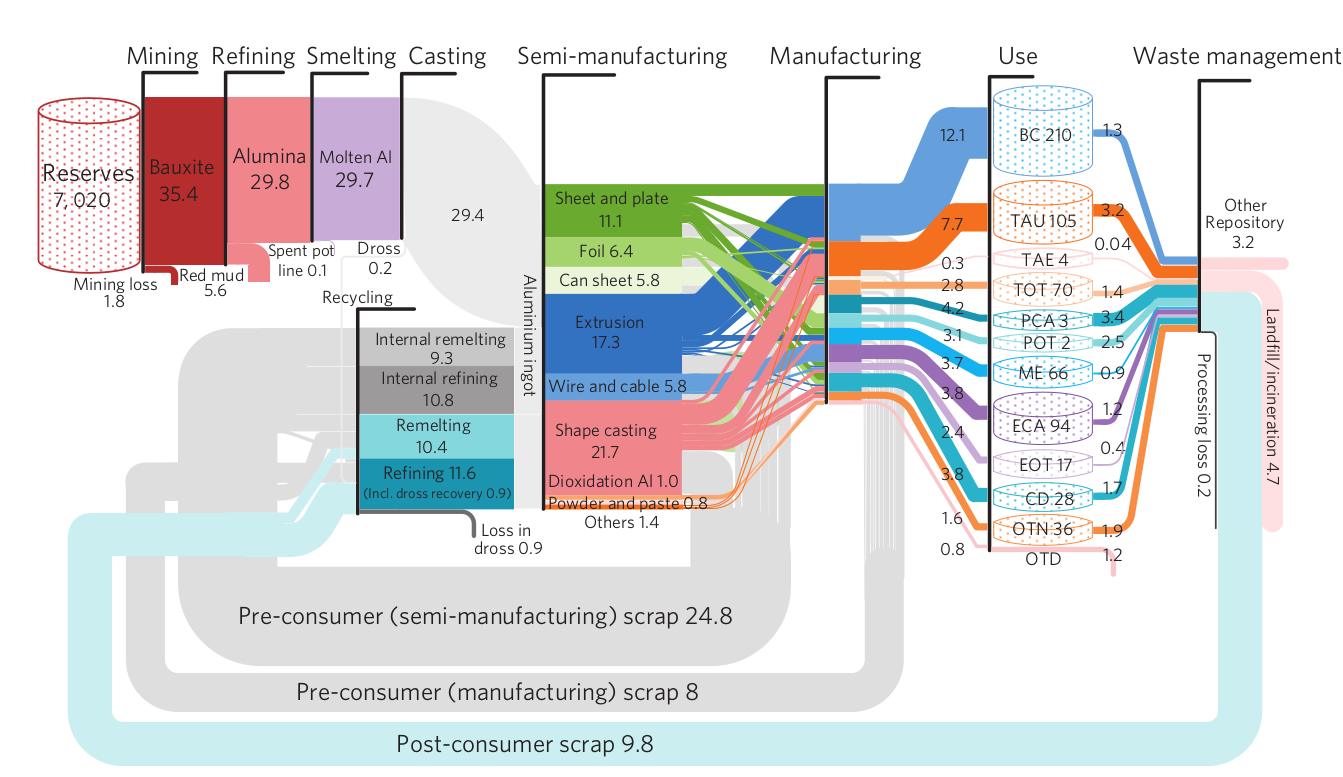 Mining
Refining
Smelting
Casting
Semi-manufacturing
Manufacturing
Use
Waste management
Reserves
7, 020
Bauxite
35.4
Alumina
29.8
Molten Al
29.7
29.4
Mining loss
1.8
Red mud
5.6
Spent pot
line 0.1
Dross
0.2
Recycling
Internal remelting
9.3
Internal refining
10.8
Remelting
10.4
Refining 11.6
(Incl. dross recovery 0.9)
Loss in
dross 0.9
Aluminium ingot
Sheet and plate
11.1
Foil 6.4
Can sheet 5.8
Extrusion
17.3
Wire and cable 5.8
Shape casting
21.7
Dioxidation Al 1.0
Powder and paste 0.8
Others 1.4
12.1
7.7
0.3
2.8
4.2
3.1
3.7
3.8
2.4
3.8
1.6
0.8
BC 210
TAU 105
TAE 4
TOT 70
PCA 3
POT 2
ME 66
ECA 94
EOT 17
CD 28
OTN 36
OTD
1.3
3.2
0.04
1.4
3.4
2.5
0.9
1.2
0.4
1.7
1.9
1.2
Other
Repository
3.2
Processing loss 0.2
Landfill/incineration 4.7
Pre-consumer (semi-manufacturing) scrap 24.8
Pre-consumer (manufacturing) scrap 8
Post-consumer scrap 9.8